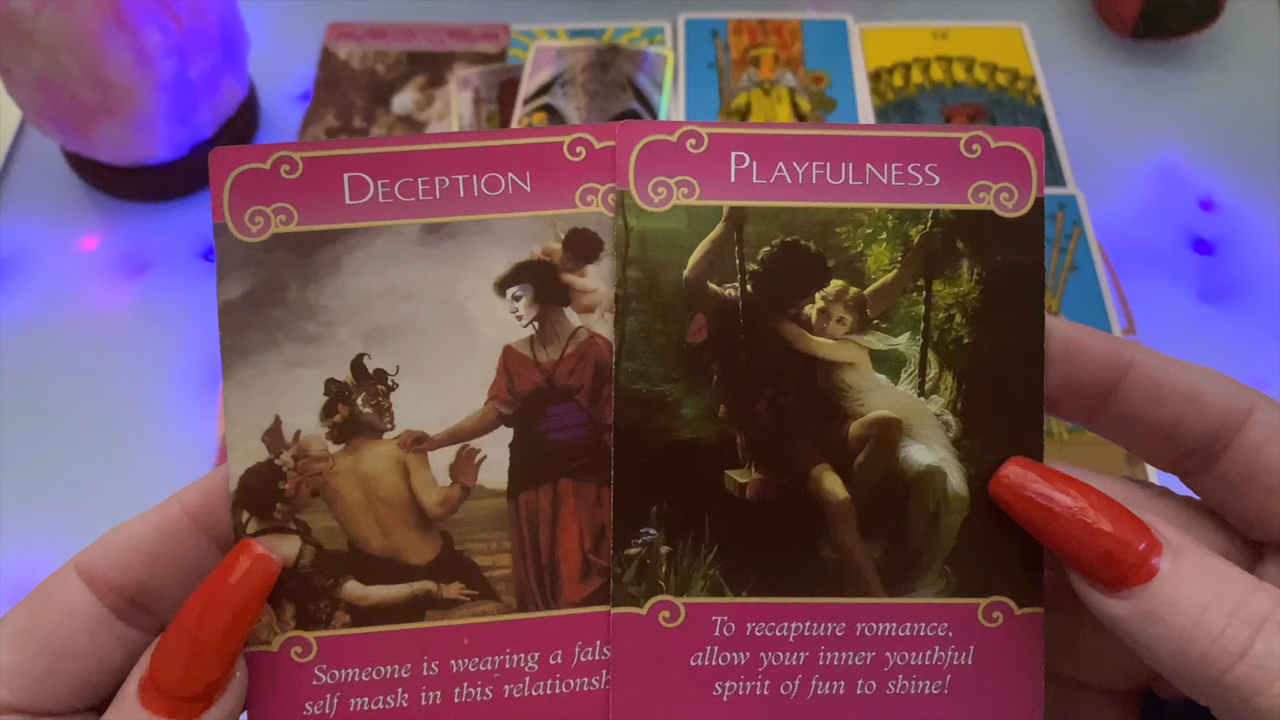 DECEPTION
PLAYFULNESS
Someone is wearing a fals
self mask in this relationsh
To recapture romance,
allow your inner youthful
spirit of fun to shine!